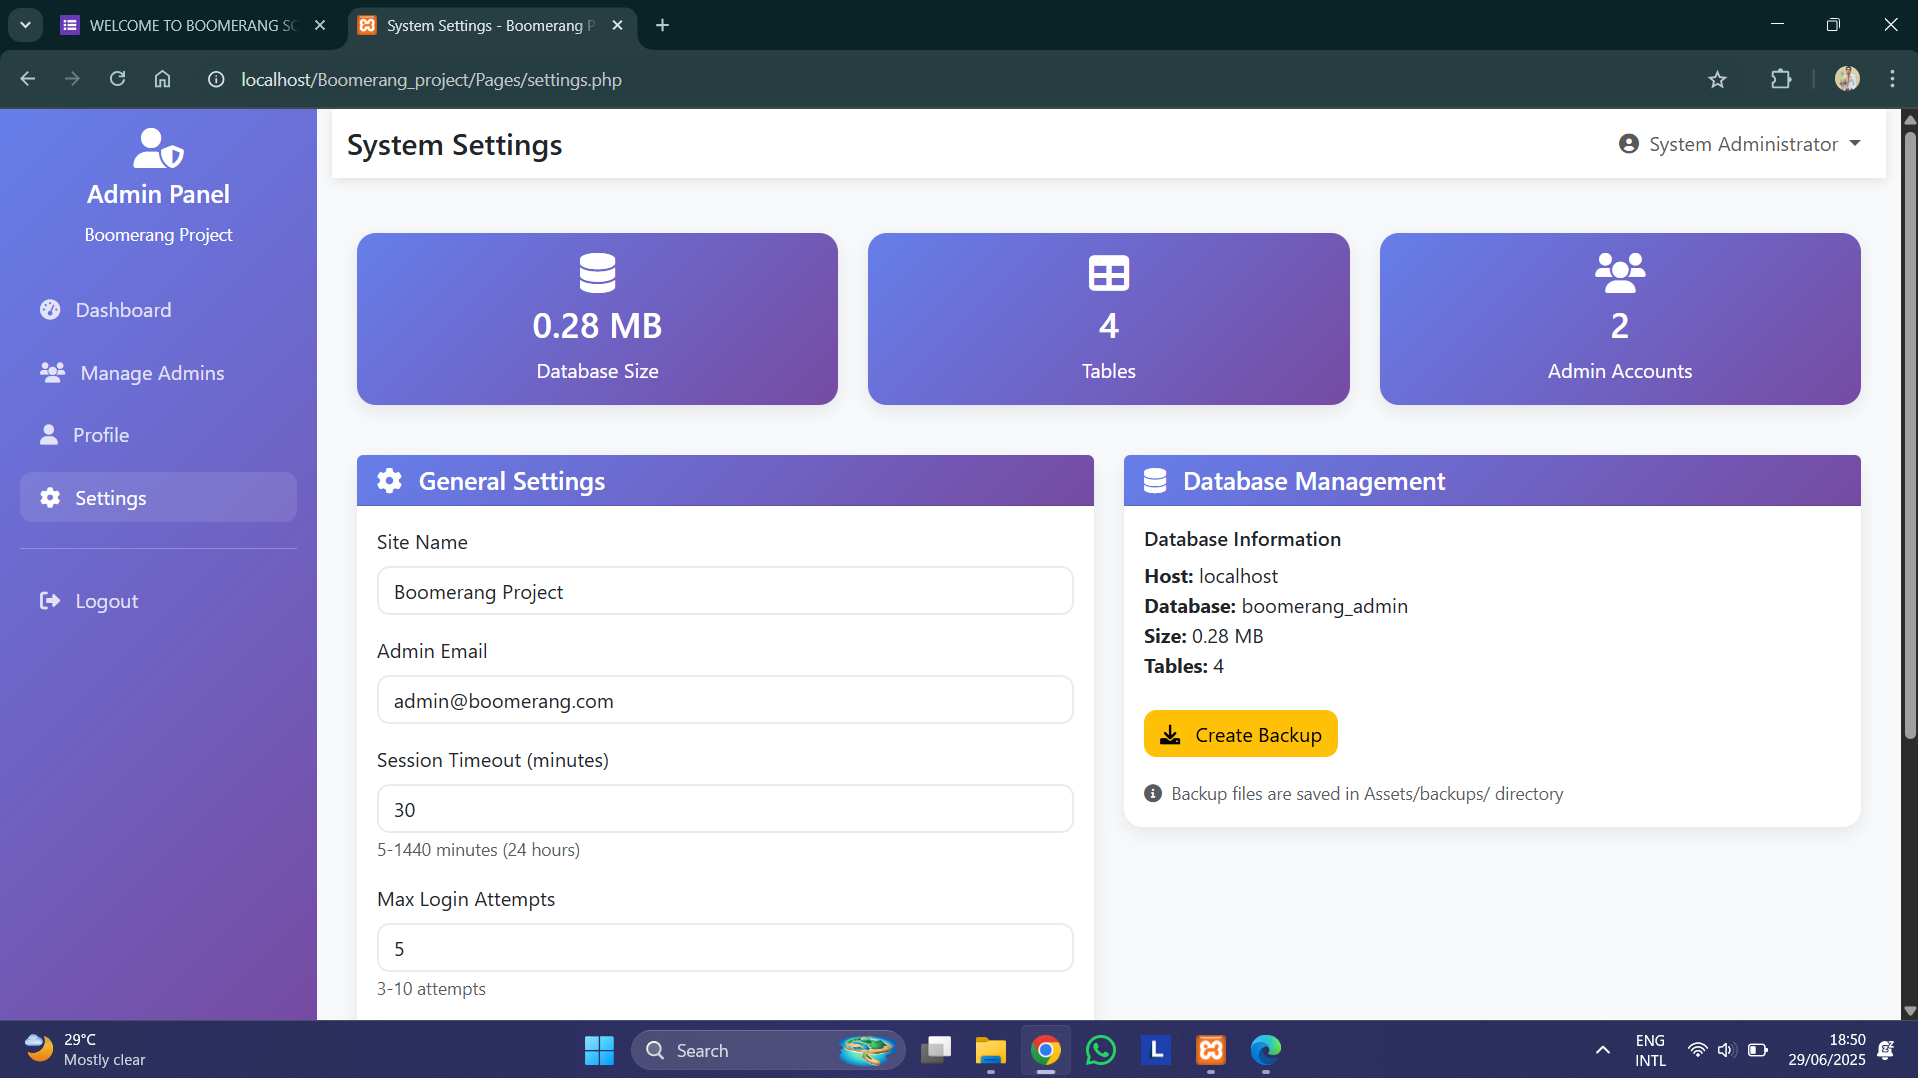 WELCOME TO BOOMERANG SC
System Settings - Boomerang P
localhost/Boomerang_project/Pages/settings.php
Admin Panel
Boomerang Project
Dashboard
Manage Admins
Profile
Settings
Logout
System Settings
System Administrator
0.28 MB
Database Size
4
Tables
2
Admin Accounts
General Settings
Site Name
Boomerang Project
Admin Email
admin@boomerang.com
Session Timeout (minutes)
30
5-1440 minutes (24 hours)
Max Login Attempts
5
3-10 attempts
Database Management
Database Information
Host: localhost
Database: boomerang_admin
Size: 0.28 MB
Tables: 4
Create Backup
Backup files are saved in Assets/backups/ directory
29°C
Mostly clear
Search
L
ENG
INTL
18:50
29/06/2025